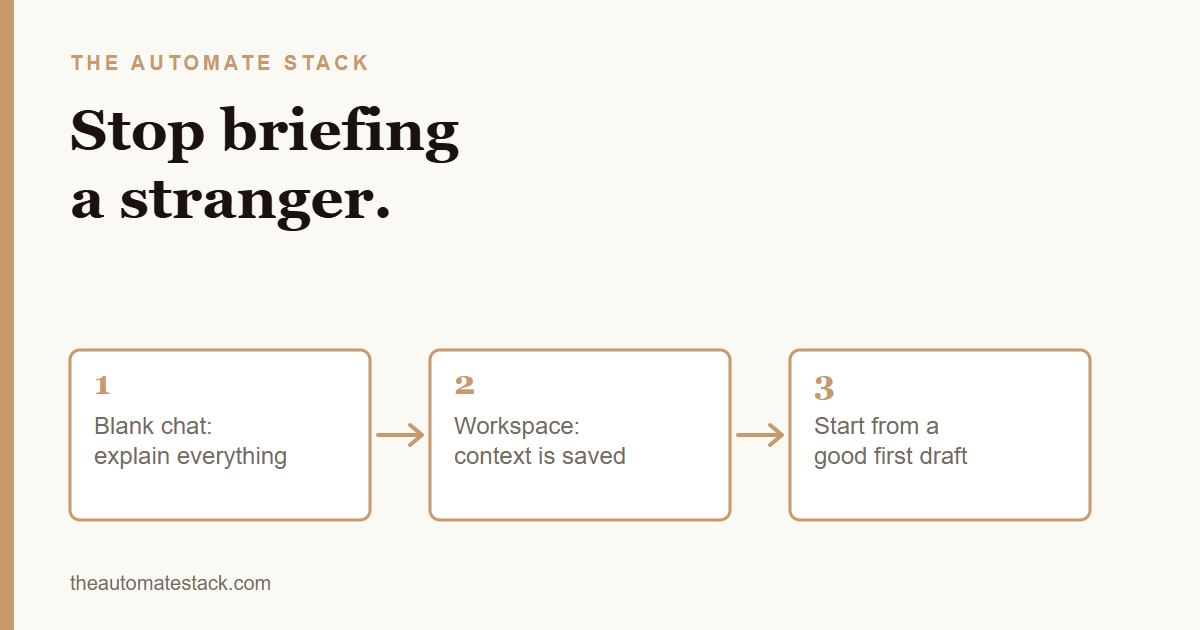 THE AUTOMATE STACK
Stop briefing
a stranger.
1
Blank chat:
explain everything
2
Workspace:
context is saved
3
Start from a
good first draft
theautomatestack.com